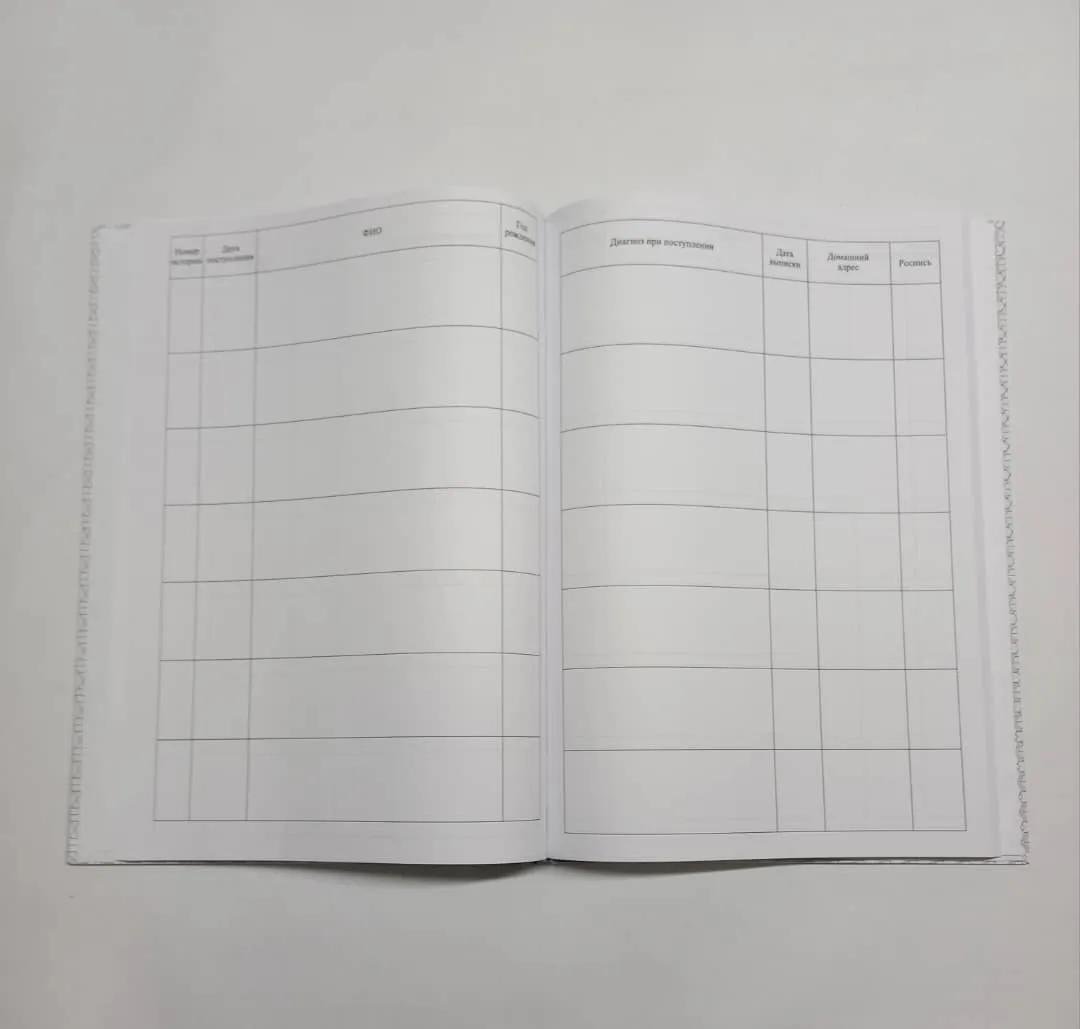 Номер
истории
Дата
поступления
ФИО
Год
рождения
Диагноз при поступлении
Дата
выписки
Домашний
адрес
Роспись